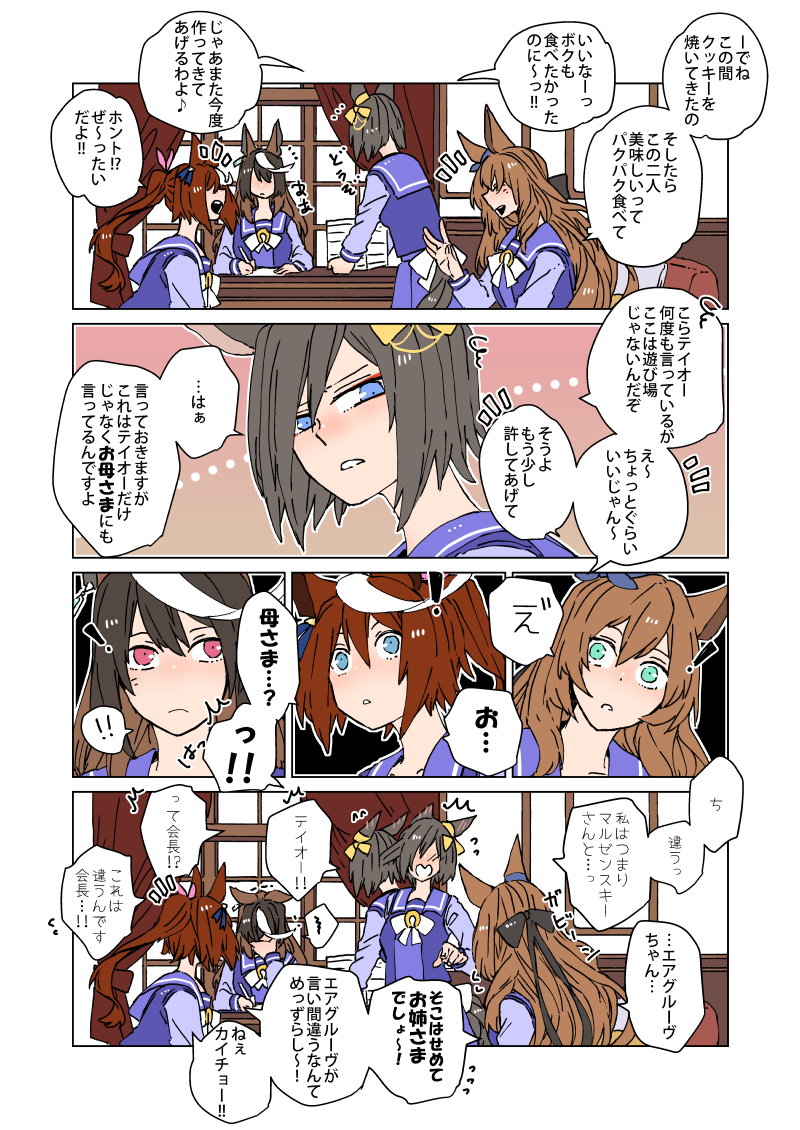 ーでね
この間
クッキーを
焼いてきたの
そしたら
この二人
美味しいって
パクパク食べて
いいなーっ
ボクも
食べたかった
のに〜っ!!
じゃあまた今度
作ってきて
あげるわよ♪
ホント!?
ぜ〜ったい
だよ!!
どうぞ
こらテイオー
何度も言っているが
ここは遊び場
じゃないんだぞ
え〜
ちょっとぐらい
いいじゃん〜
そうよ
もう少し
許してあげて
…はぁ
言っておきますが
これはテイオーだけ
じゃなくお母さまにも
言ってるんですよ
え゛
お…
母さま…?
っ!!
はっ
!!
ち
違うっ
私はつまり
マルゼンスキー
さんと…っ
テイオー!!
って会長!?
これは
違うんです
会長…!!
ガビーン
…エアグルーヴ
ちゃん…
そこはせめて
お姉さま
でしょ〜!
エアグルーヴが
言い間違うなんて
めっずらし〜!
ねぇ
カイチョー!!